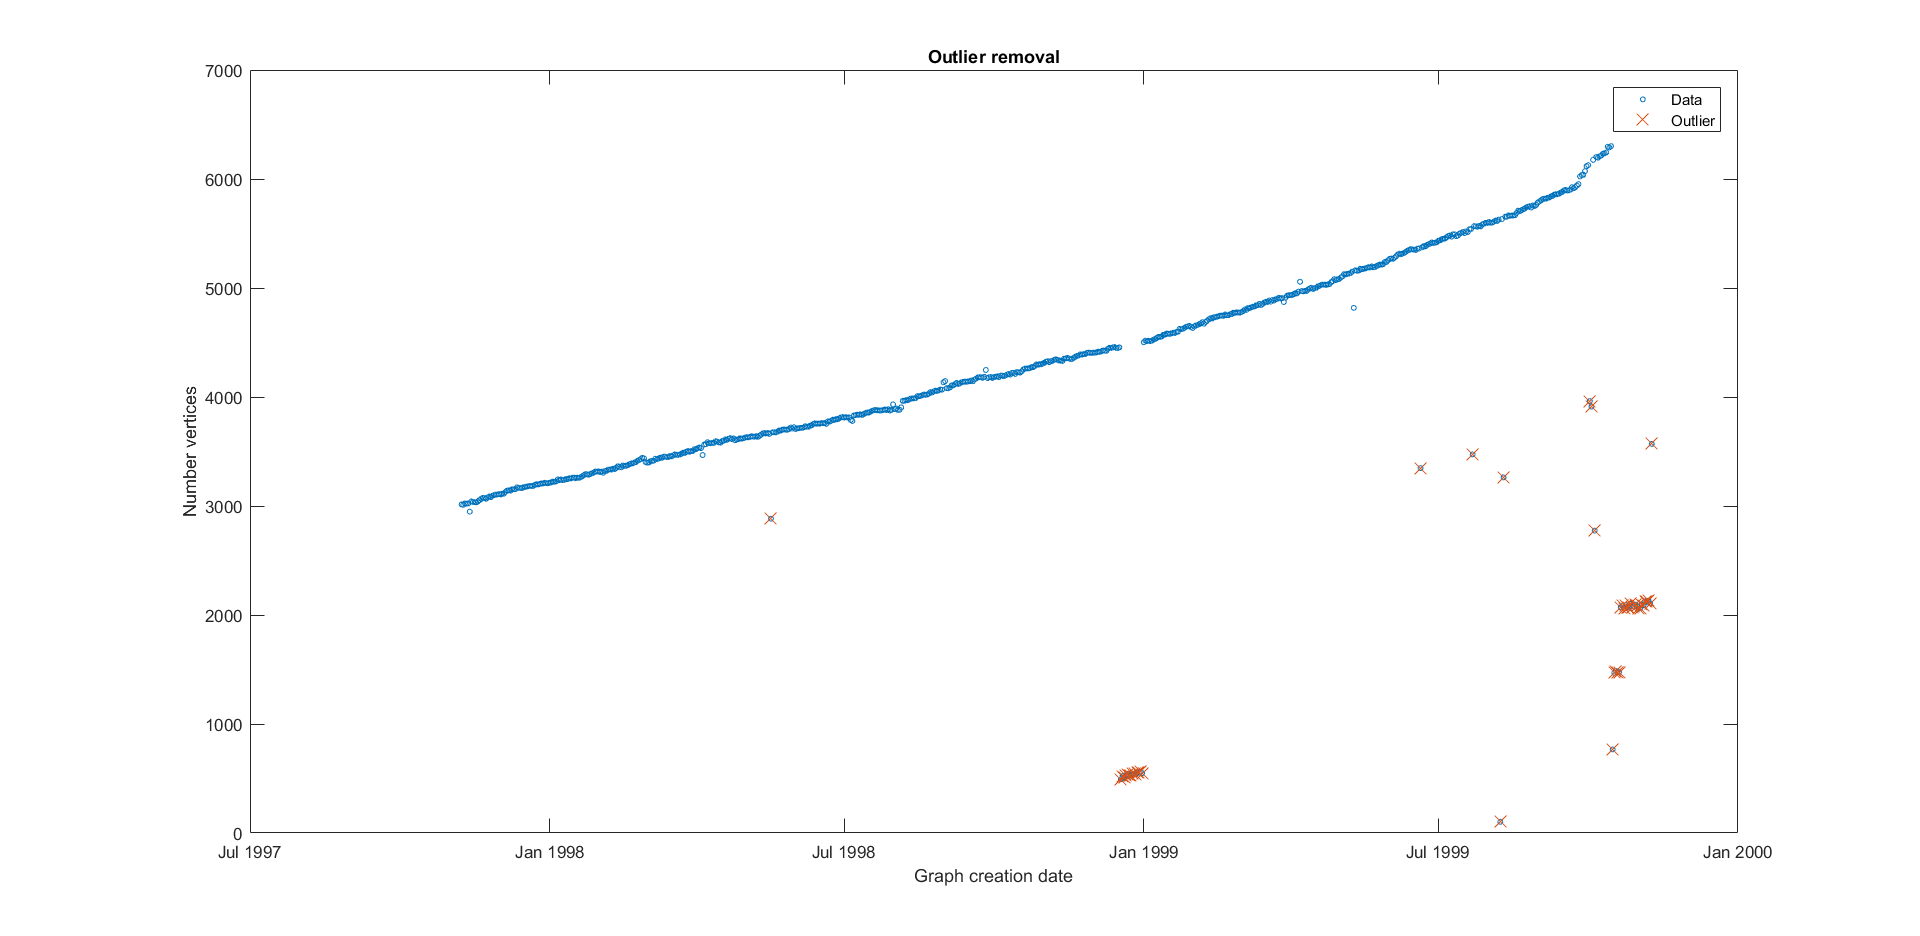 Outlier removal
7000
6000
5000
4000
3000
2000
1000
0
Number vertices
Data
Outlier
Jul 1997
Jan 1998
Jul 1998
Jan 1999
Jul 1999
Jan 2000
Graph creation date